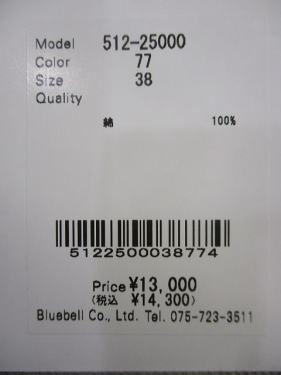 Model 512-25000
Color 77
Size 38
Quality
綿 100%
5122500038774
Price ¥13,000
(税込 ¥14,300)
Bluebell Co., Ltd. Tel. 075-723-3511